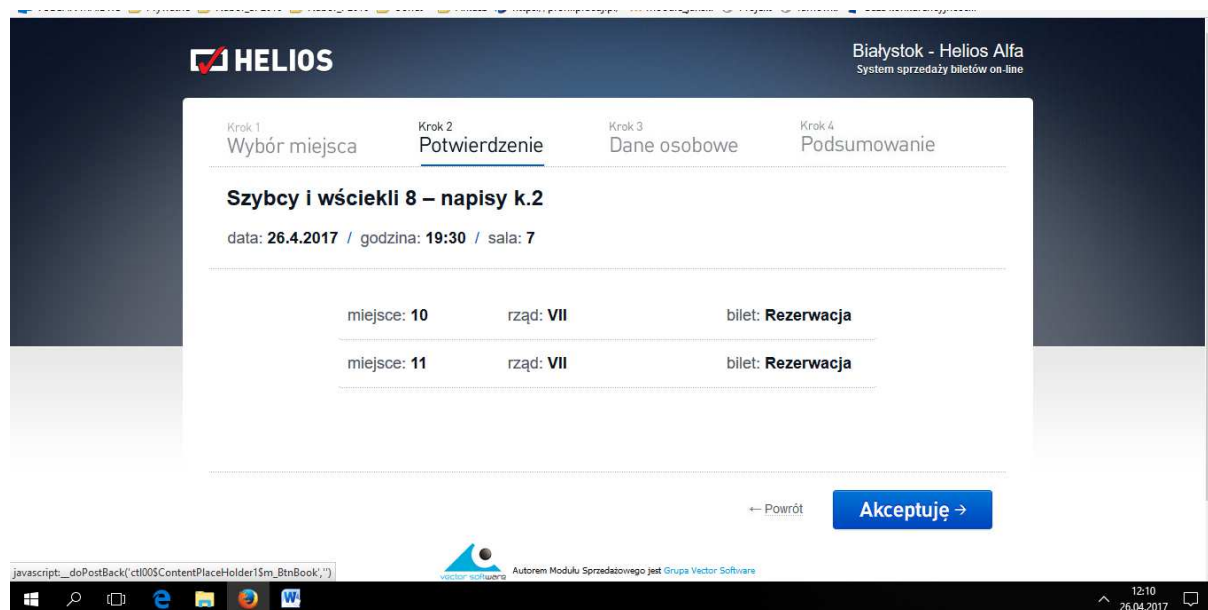 HELIOS
Białystok - Helios Alfa
System sprzedaży biletów on-line
Krok 1
Wybór miejsca
Krok 2
Potwierdzenie
Krok 3
Dane osobowe
Krok 4
Podsumowanie
Szybcy i wściekli 8 – napisy k.2
data: 26.4.2017 / godzina: 19:30 / sala: 7
miejsce: 10 rząd: VII bilet: Rezerwacja
miejsce: 11 rząd: VII bilet: Rezerwacja
← Powrót
Akceptuję →
vector software
Autorem Modułu Sprzedażowego jest Grupa Vector Software
javascript:__doPostBack('ctl00$ContentPlaceHolder1$m_BtnBook','')
12:10
26.04.2017